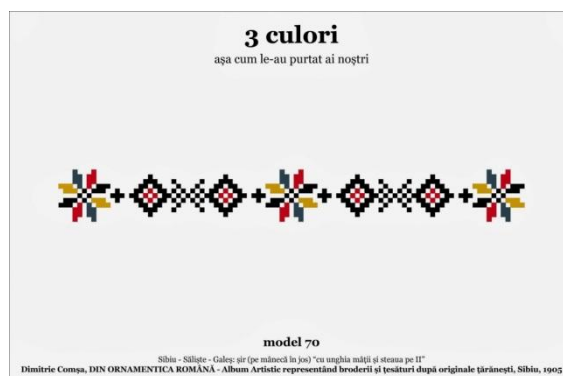 3 culori
așa cum le-au purtat ai noștri
model 70
Sibiu - Săliște - Galeș: șir (pe mânecă în jos) "cu unghia mâții și steaua pe II"
Dimitrie Comșa, DIN ORNAMENTICA ROMÂNĂ - Album Artistic reprezentând broderii și țesături după originale țărănești, Sibiu, 1905